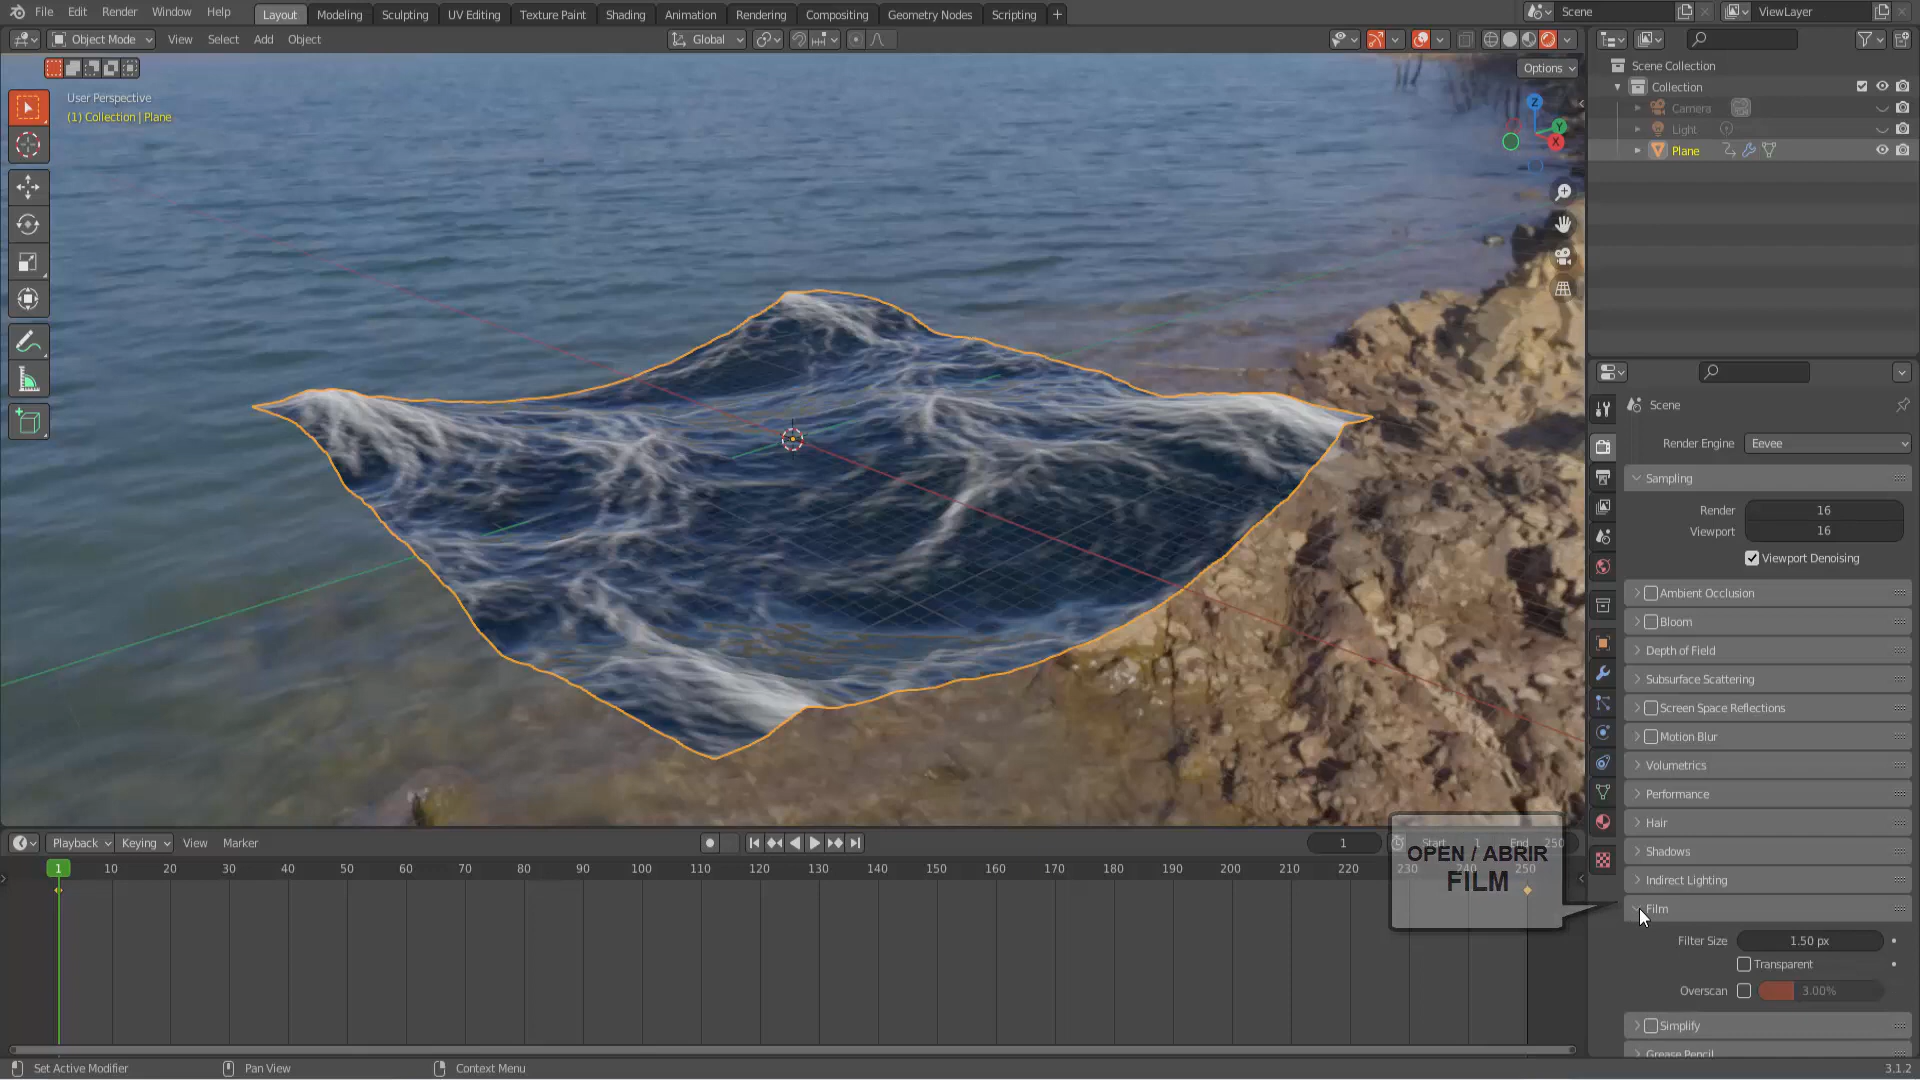 File Edit Render Window Help Layout Modeling Sculpting UV Editing Texture Paint Shading Animation Rendering Compositing Geometry Nodes Scripting + Scene ViewLayer
Object Mode View Select Add Object Global
Options
User Perspective
(1) Collection | Plane
Z
Y
X
Scene Collection
Collection
Camera
Light
Plane
Scene
Render Engine Eevee
Sampling
Render 16
Viewport 16
Viewport Denoising
Ambient Occlusion
Bloom
Depth of Field
Subsurface Scattering
Screen Space Reflections
Motion Blur
Volumetrics
Performance
Hair
Shadows
Indirect Lighting
Film
Filter Size 1.50 px
Transparent
Overscan 3.00%
Simplify
Grease Pencil
Playback Keying View Marker 1 Start 1 End 250
1 10 20 30 40 50 60 70 80 90 100 110 120 130 140 150 160 170 180 190 200 210 220 230 240 250
OPEN / ABRIR
FILM
Set Active Modifier Pan View Context Menu 3.1.2